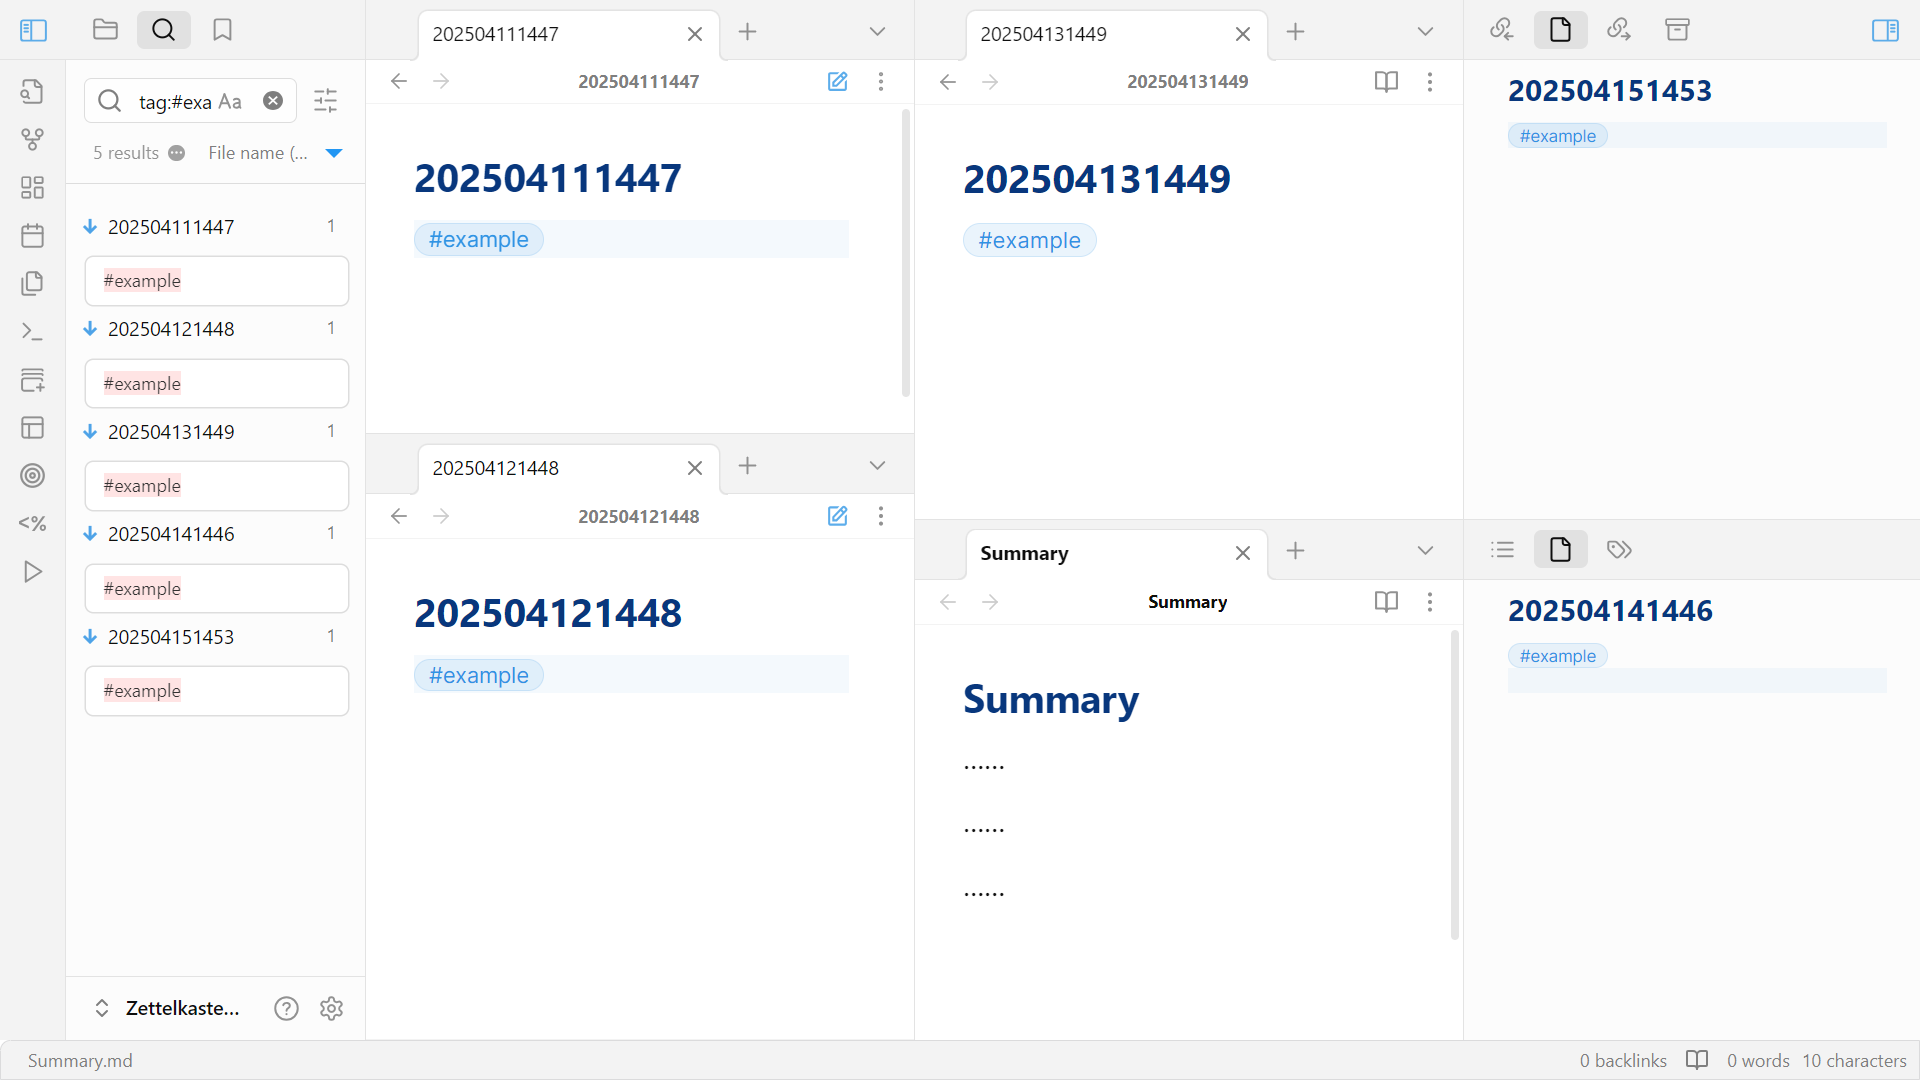 tag:#exa Aa
5 results File name (...
202504111447 1
#example
202504121448 1
#example
202504131449 1
#example
202504141446 1
#example
202504151453 1
#example
Zettelkaste...
202504111447
202504111447
202504111447
#example
202504121448
202504121448
202504121448
#example
202504131449
202504131449
202504131449
#example
Summary
Summary
Summary
......
......
......
202504151453
#example
202504141446
#example
<%
Summary.md
0 backlinks 0 words 10 characters